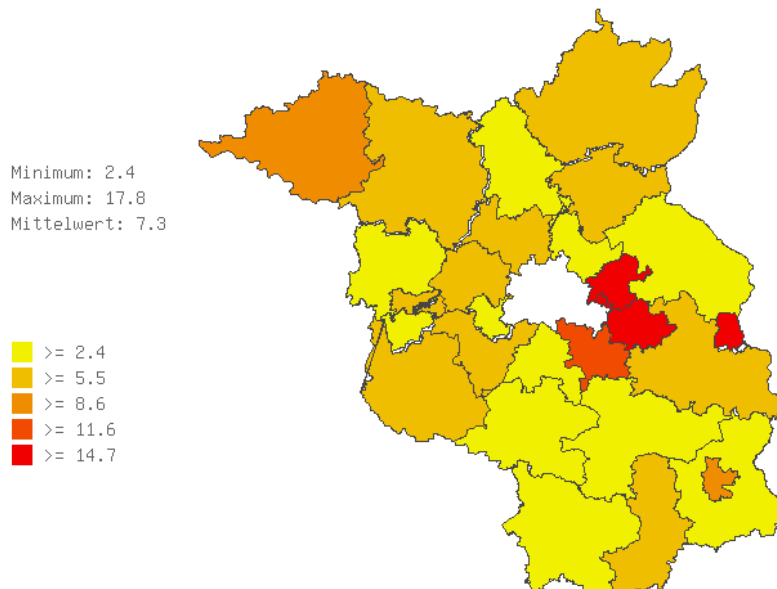 Minimum: 2.4
Maximum: 17.8
Mittelwert: 7.3
>= 2.4
>= 5.5
>= 8.6
>= 11.6
>= 14.7